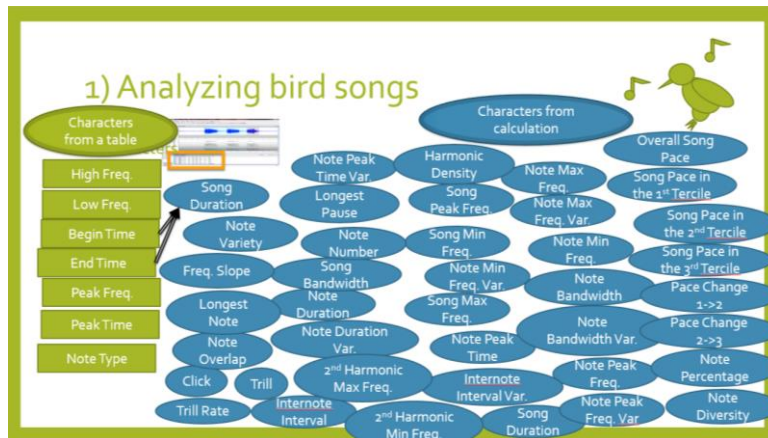 1) Analyzing bird songs
Characters
from a table
High Freq.
Low Freq.
Begin Time
End Time
Peak Freq.
Peak Time
Note Type
Characters from
calculation
Song
Duration
Note
Variety
Freq. Slope
Longest
Note
Note
Overlap
Click
Trill
Trill Rate
Note Peak
Time Var.
Longest
Pause
Note
Number
Song
Bandwidth
Note
Duration
Note Duration
Var.
2nd Harmonic
Max Freq.
Internote
Interval
2nd Harmonic
Min Freq.
Harmonic
Density
Song
Peak Freq.
Song Min
Freq.
Note Min
Freq. Var.
Song Max
Freq.
Note Peak
Time
Internote
Interval Var.
Song
Duration
Note Max
Freq.
Note Max
Freq. Var.
Note Min
Freq.
Note
Bandwidth
Note
Bandwidth Var.
Note Peak
Freq.
Note Peak
Freq. Var
Overall Song
Pace
Song Pace in
the 1st Tercile
Song Pace in
the 2nd Tercile
Song Pace in
the 3rd Tercile
Pace Change
1->2
Pace Change
2->3
Note
Percentage
Note
Diversity